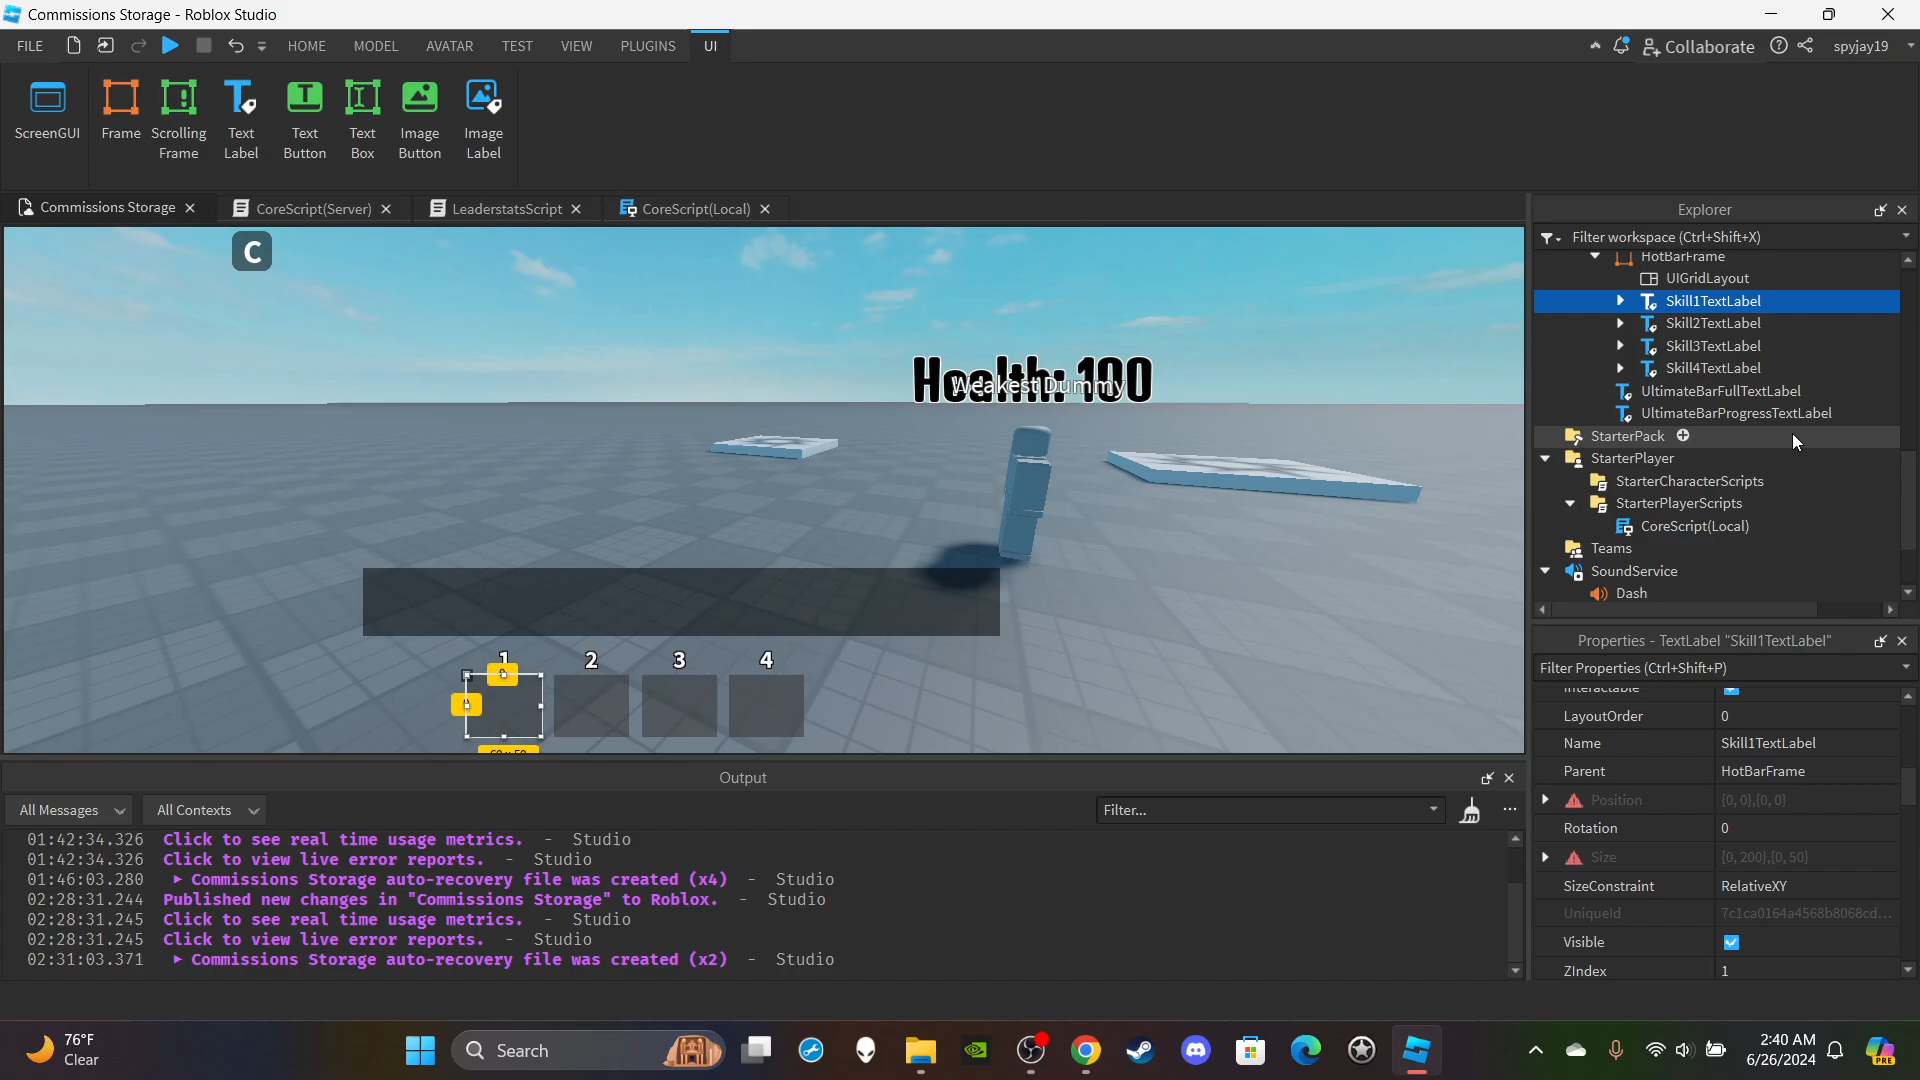 Commissions Storage - Roblox Studio
FILE HOME MODEL AVATAR TEST VIEW PLUGINS UI Collaborate spyjay19
ScreenGUI Frame Scrolling Frame Text Label Text Button Text Box Image Button Image Label
Commissions Storage CoreScript(Server) LeaderstatsScript CoreScript(Local)
C
Health: 100
Weakest Dummy
1 2 3 4
Explorer
Filter workspace (Ctrl+Shift+X)
HotBarFrame
UIGridLayout
Skill1TextLabel
Skill2TextLabel
Skill3TextLabel
Skill4TextLabel
UltimateBarFullTextLabel
UltimateBarProgressTextLabel
StarterPack
StarterPlayer
StarterCharacterScripts
StarterPlayerScripts
CoreScript(Local)
Teams
SoundService
Dash
Properties - TextLabel "Skill1TextLabel"
Filter Properties (Ctrl+Shift+P)
Interactable
LayoutOrder 0
Name Skill1TextLabel
Parent HotBarFrame
Position {0, 0},{0, 0}
Rotation 0
Size {0, 200},{0, 50}
SizeConstraint RelativeXY
UniqueId 7c1ca0164a4568b8068cd...
Visible
ZIndex 1
Output
All Messages All Contexts Filter...
01:42:34.326 Click to see real time usage metrics. - Studio
01:42:34.326 Click to view live error reports. - Studio
01:46:03.280 Commissions Storage auto-recovery file was created (x4) - Studio
02:28:31.244 Published new changes in "Commissions Storage" to Roblox. - Studio
02:28:31.245 Click to see real time usage metrics. - Studio
02:28:31.245 Click to view live error reports. - Studio
02:31:03.371 Commissions Storage auto-recovery file was created (x2) - Studio
76°F
Clear
Search
2:40 AM
6/26/2024
PRE